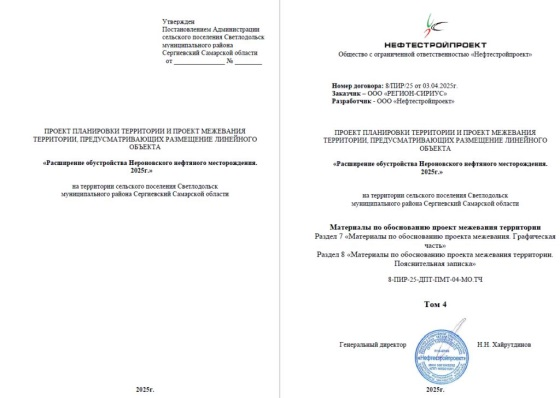 Утвержден
Постановлением Администрации
сельского поселения Светлодольск
муниципального района
Сергиевский Самарской области
от ________________ № ________
ПРОЕКТ ПЛАНИРОВКИ ТЕРРИТОРИИ И ПРОЕКТ МЕЖЕВАНИЯ
ТЕРРИТОРИИ, ПРЕДУСМАТРИВАЮЩИХ РАЗМЕЩЕНИЕ ЛИНЕЙНОГО
ОБЪЕКТА
«Расширение обустройства Нероновского нефтяного месторождения.
2025г.»
на территории сельского поселения Светлодольск
муниципального района Сергиевский Самарской области
2025г.
НЕФТЕСТРОЙПРОЕКТ
Общество с ограниченной ответственностью «Нефтестройпроект»
Номер договора: 8/ПИР/25 от 03.04.2025г.
Заказчик – ООО «РЕГИОН-СИРИУС»
Разработчик - ООО «Нефтестройпроект»
ПРОЕКТ ПЛАНИРОВКИ ТЕРРИТОРИИ И ПРОЕКТ МЕЖЕВАНИЯ
ТЕРРИТОРИИ, ПРЕДУСМАТРИВАЮЩИХ РАЗМЕЩЕНИЕ ЛИНЕЙНОГО
ОБЪЕКТА
«Расширение обустройства Нероновского нефтяного месторождения.
2025г.»
на территории сельского поселения Светлодольск
муниципального района Сергиевский Самарской области
Материалы по обоснованию проект межевания территории
Раздел 7 «Материалы по обоснованию проекта межевания. Графическая
часть»
Раздел 8 «Материалы по обоснованию проекта межевания территории.
Пояснительная записка»
8-ПИР-25-ДПТ-ПМТ-04-МО.ТЧ
Том 4
Генеральный директор
Н.Н. Хайрутдинов
«Нефтестройпроект»
2025г.